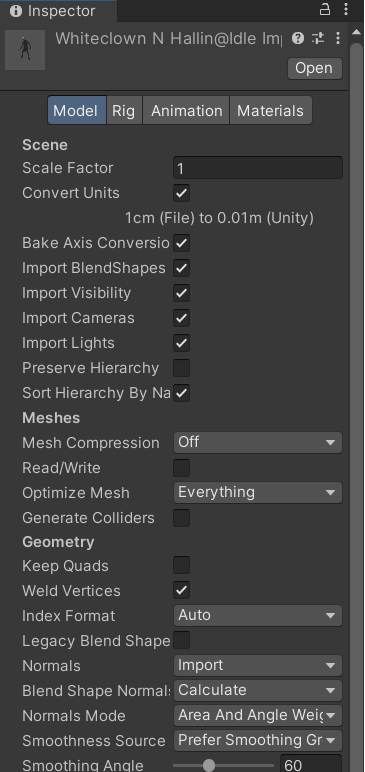 Inspector
Whiteclown N Hallin@Idle Im
Open
Model Rig Animation Materials
Scene
Scale Factor 1
Convert Units
1cm (File) to 0.01m (Unity)
Bake Axis Conversio
Import BlendShapes
Import Visibility
Import Cameras
Import Lights
Preserve Hierarchy
Sort Hierarchy By Na
Meshes
Mesh Compression Off
Read/Write
Optimize Mesh Everything
Generate Colliders
Geometry
Keep Quads
Weld Vertices
Index Format Auto
Legacy Blend Shape
Normals Import
Blend Shape Normals Calculate
Normals Mode Area And Angle Weig
Smoothness Source Prefer Smoothing Gr
Smoothing Angle 60